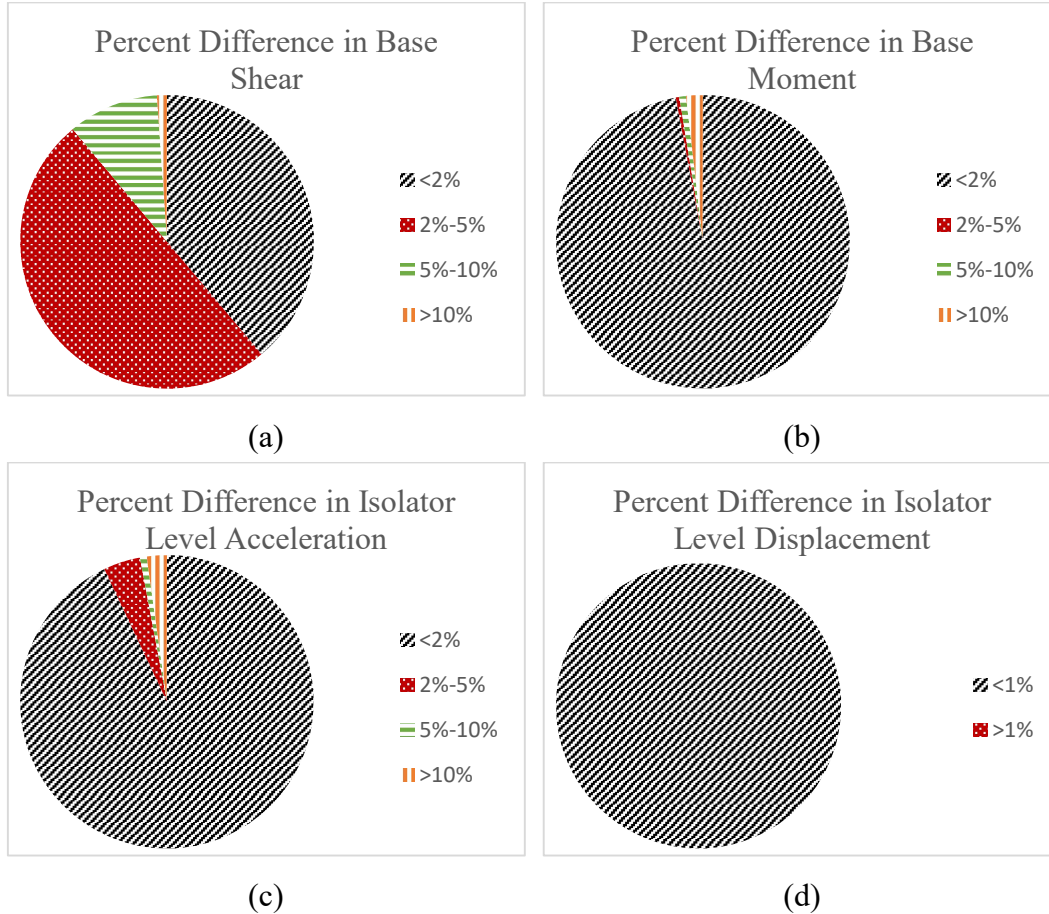 Percent Difference in Base
Shear
<2%
2%-5%
5%-10%
>10%
(a)
Percent Difference in Base
Moment
<2%
2%-5%
5%-10%
>10%
(b)
Percent Difference in Isolator
Level Acceleration
<2%
2%-5%
5%-10%
>10%
(c)
Percent Difference in Isolator
Level Displacement
<1%
>1%
(d)